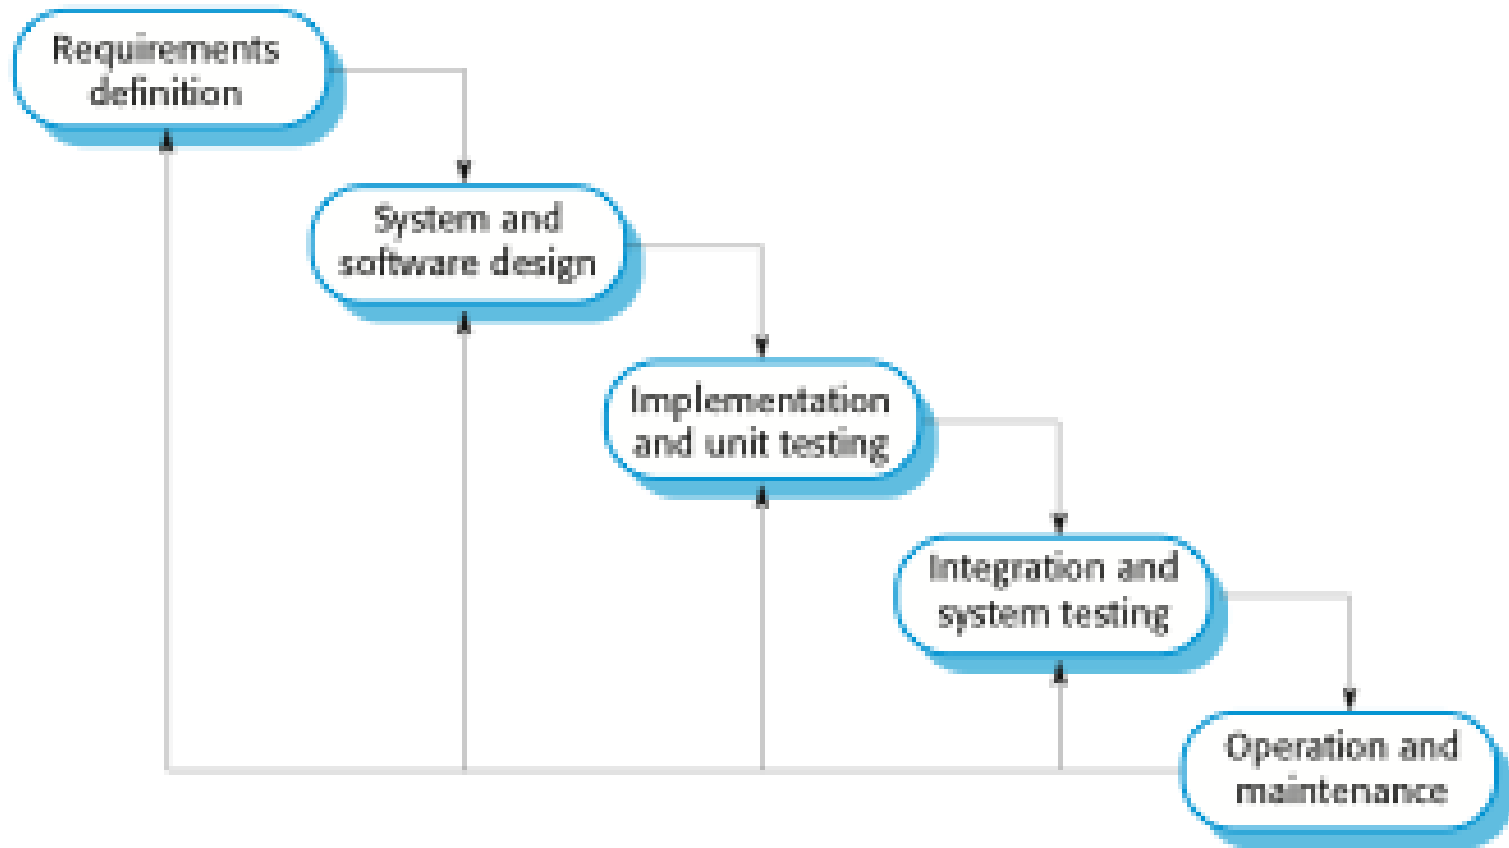 Requirements
definition
System and
software design
Implementation
and unit testing
Integration and
system testing
Operation and
maintenance